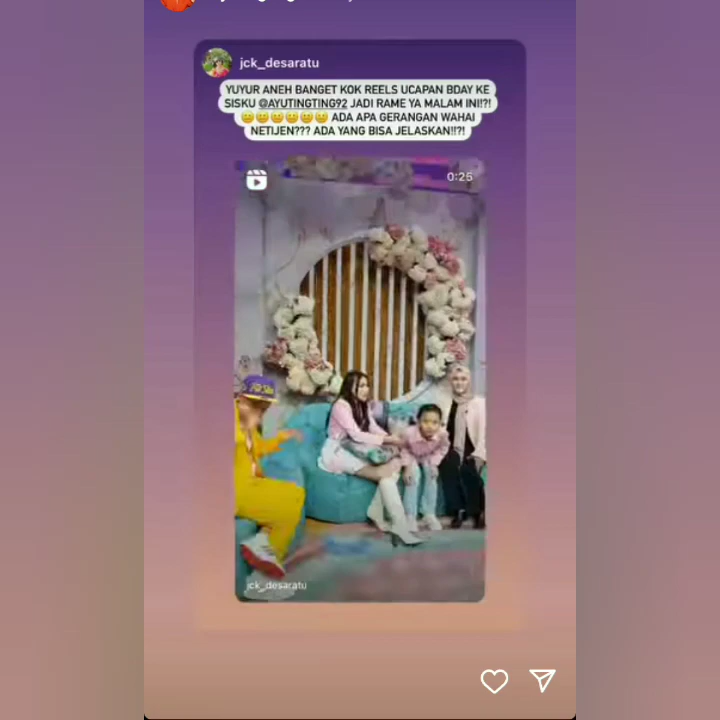 jck_desaratu
YUYUR ANEH BANGET KOK REELS UCAPAN BDAY KE
SISKU @AYUTINGTING92 JADI RAME YA MALAM INI!!?!
😐😐😐😐😐😐 ADA APA GERANGAN WAHAI
NETIJEN??? ADA YANG BISA JELASKAN!!?!
0:25
jck_desaratu